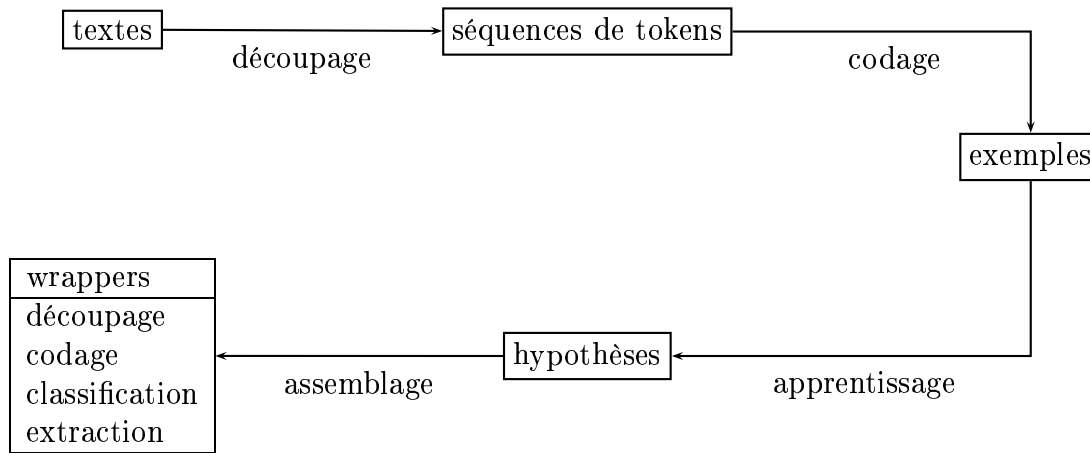 textes
découpage
séquences de tokens
codage
exemples
apprentissage
hypothèses
assemblage
wrappers
découpage
codage
classification
extraction